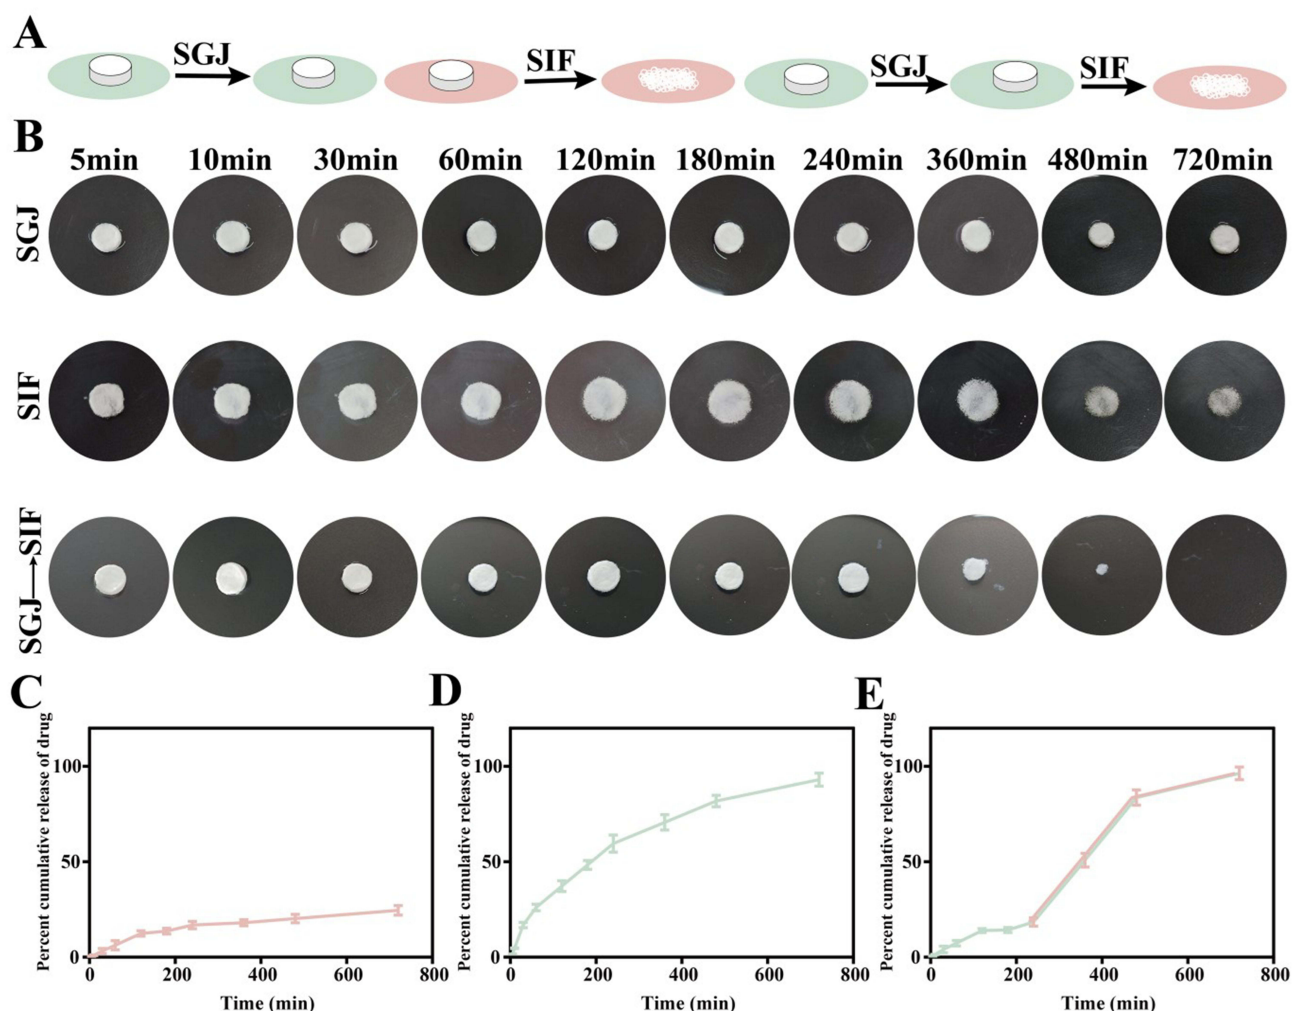 A
SGJ
SIF
SGJ
SIF
B
5min 10min 30min 60min 120min 180min 240min 360min 480min 720min
SGJ
SIF
SGJ→SIF
C
Percent cumulative release of drug
100
50
0
0 200 400 600 800
Time (min)
D
Percent cumulative release of drug
100
50
0
0 200 400 600 800
Time (min)
E
Percent cumulative release of drug
100
50
0
0 200 400 600 800
Time (min)